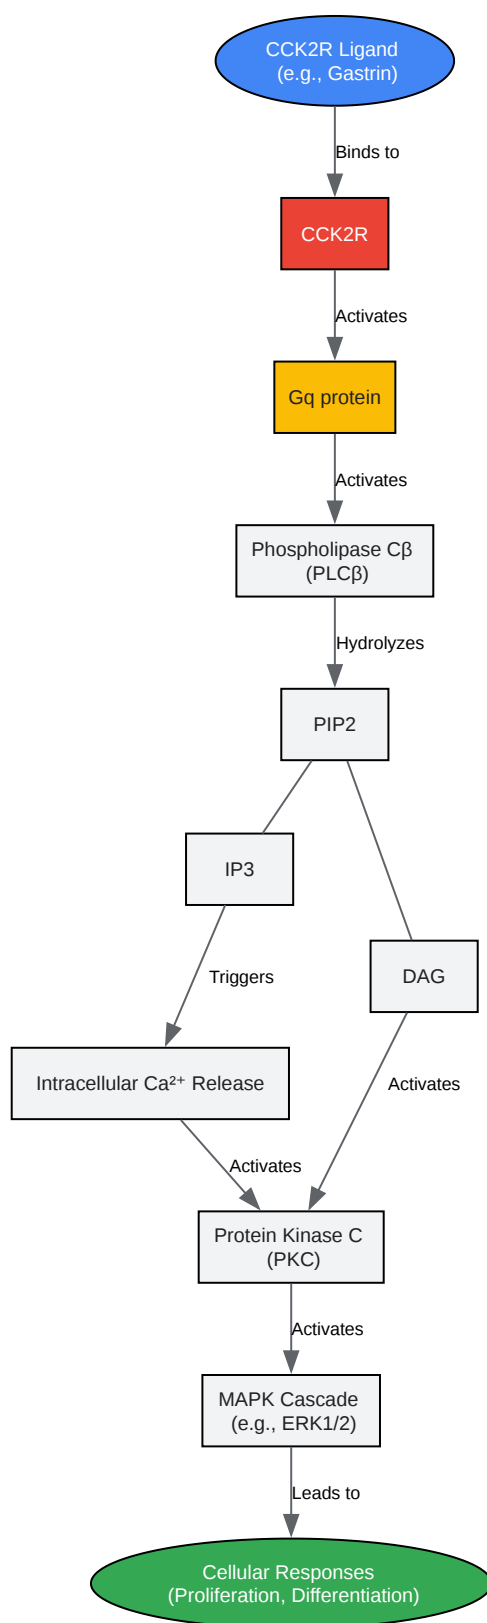 CCK2R Ligand
(e.g., Gastrin)
Binds to
CCK2R
Activates
Gq protein
Activates
Phospholipase Cβ
(PLCβ)
Hydrolyzes
PIP2
IP3
DAG
Triggers
Intracellular Ca²⁺ Release
Activates
Activates
Protein Kinase C
(PKC)
Activates
MAPK Cascade
(e.g., ERK1/2)
Leads to
Cellular Responses
(Proliferation, Differentiation)